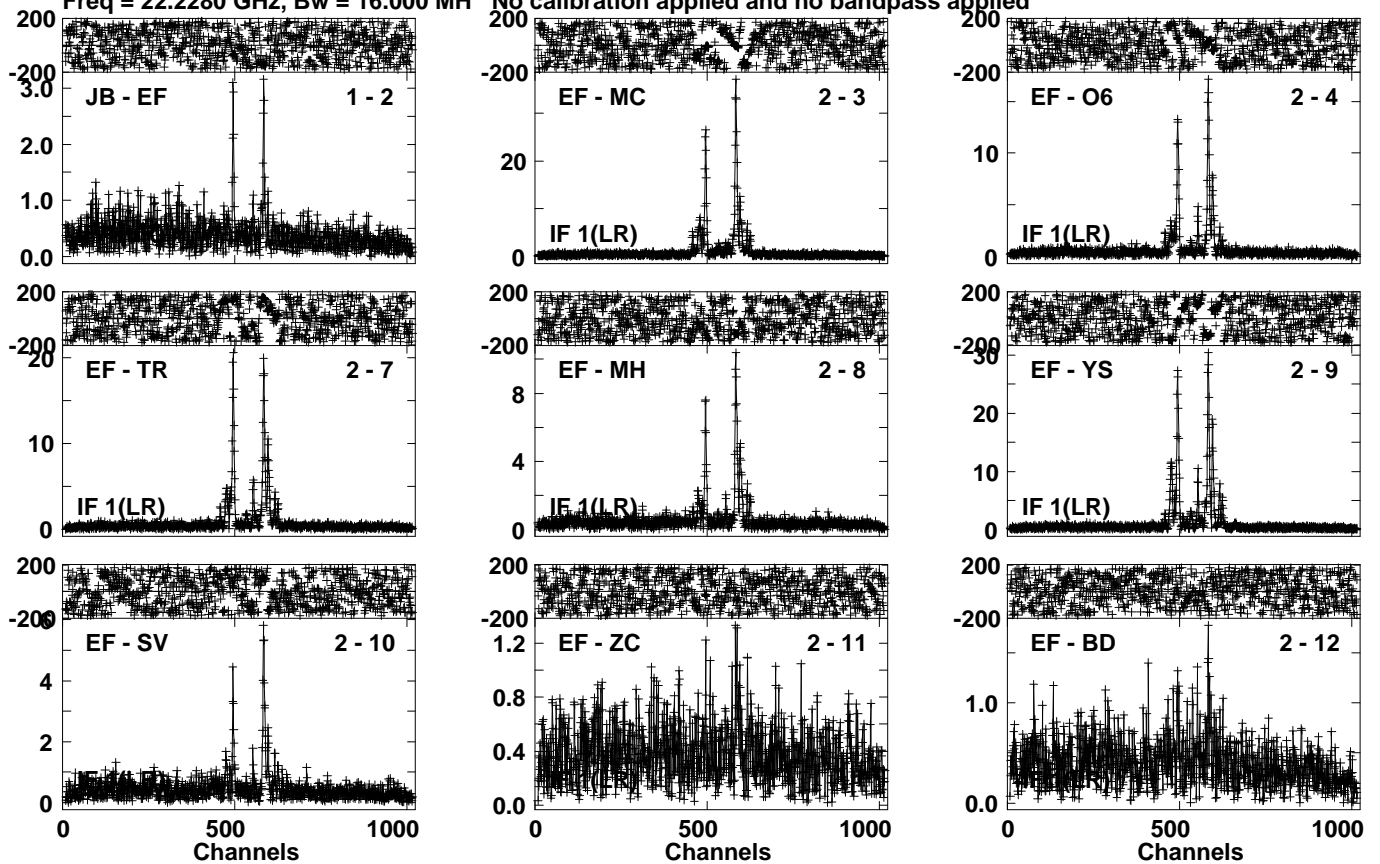 Freq = 22.2280 GHz, Bw = 16.000 MH No calibration applied and no bandpass applied
200 200 200
-200 -200 -200
JB - EF 1 - 2 EF - MC 2 - 3 EF - O6 2 - 4
3.0
2.0 20 10
1.0
IF 1(LR) IF 1(LR)
0.0 0 0
200 200 200
-200 -200 -200
20 30
EF - TR 2 - 7 EF - MH 2 - 8 EF - YS 2 - 9
8 20
10 4 10
IF 1(LR) IF 1(LR) IF 1(LR)
0 0 0
200 200 200
-200 -200 -200
6
EF - SV 2 - 10 EF - ZC 2 - 11 EF - BD 2 - 12
1.2
4 0.8 1.0
2 0.4
0 0.0 0.0
0 500 1000 0 500 1000 0 500 1000
Channels Channels Channels